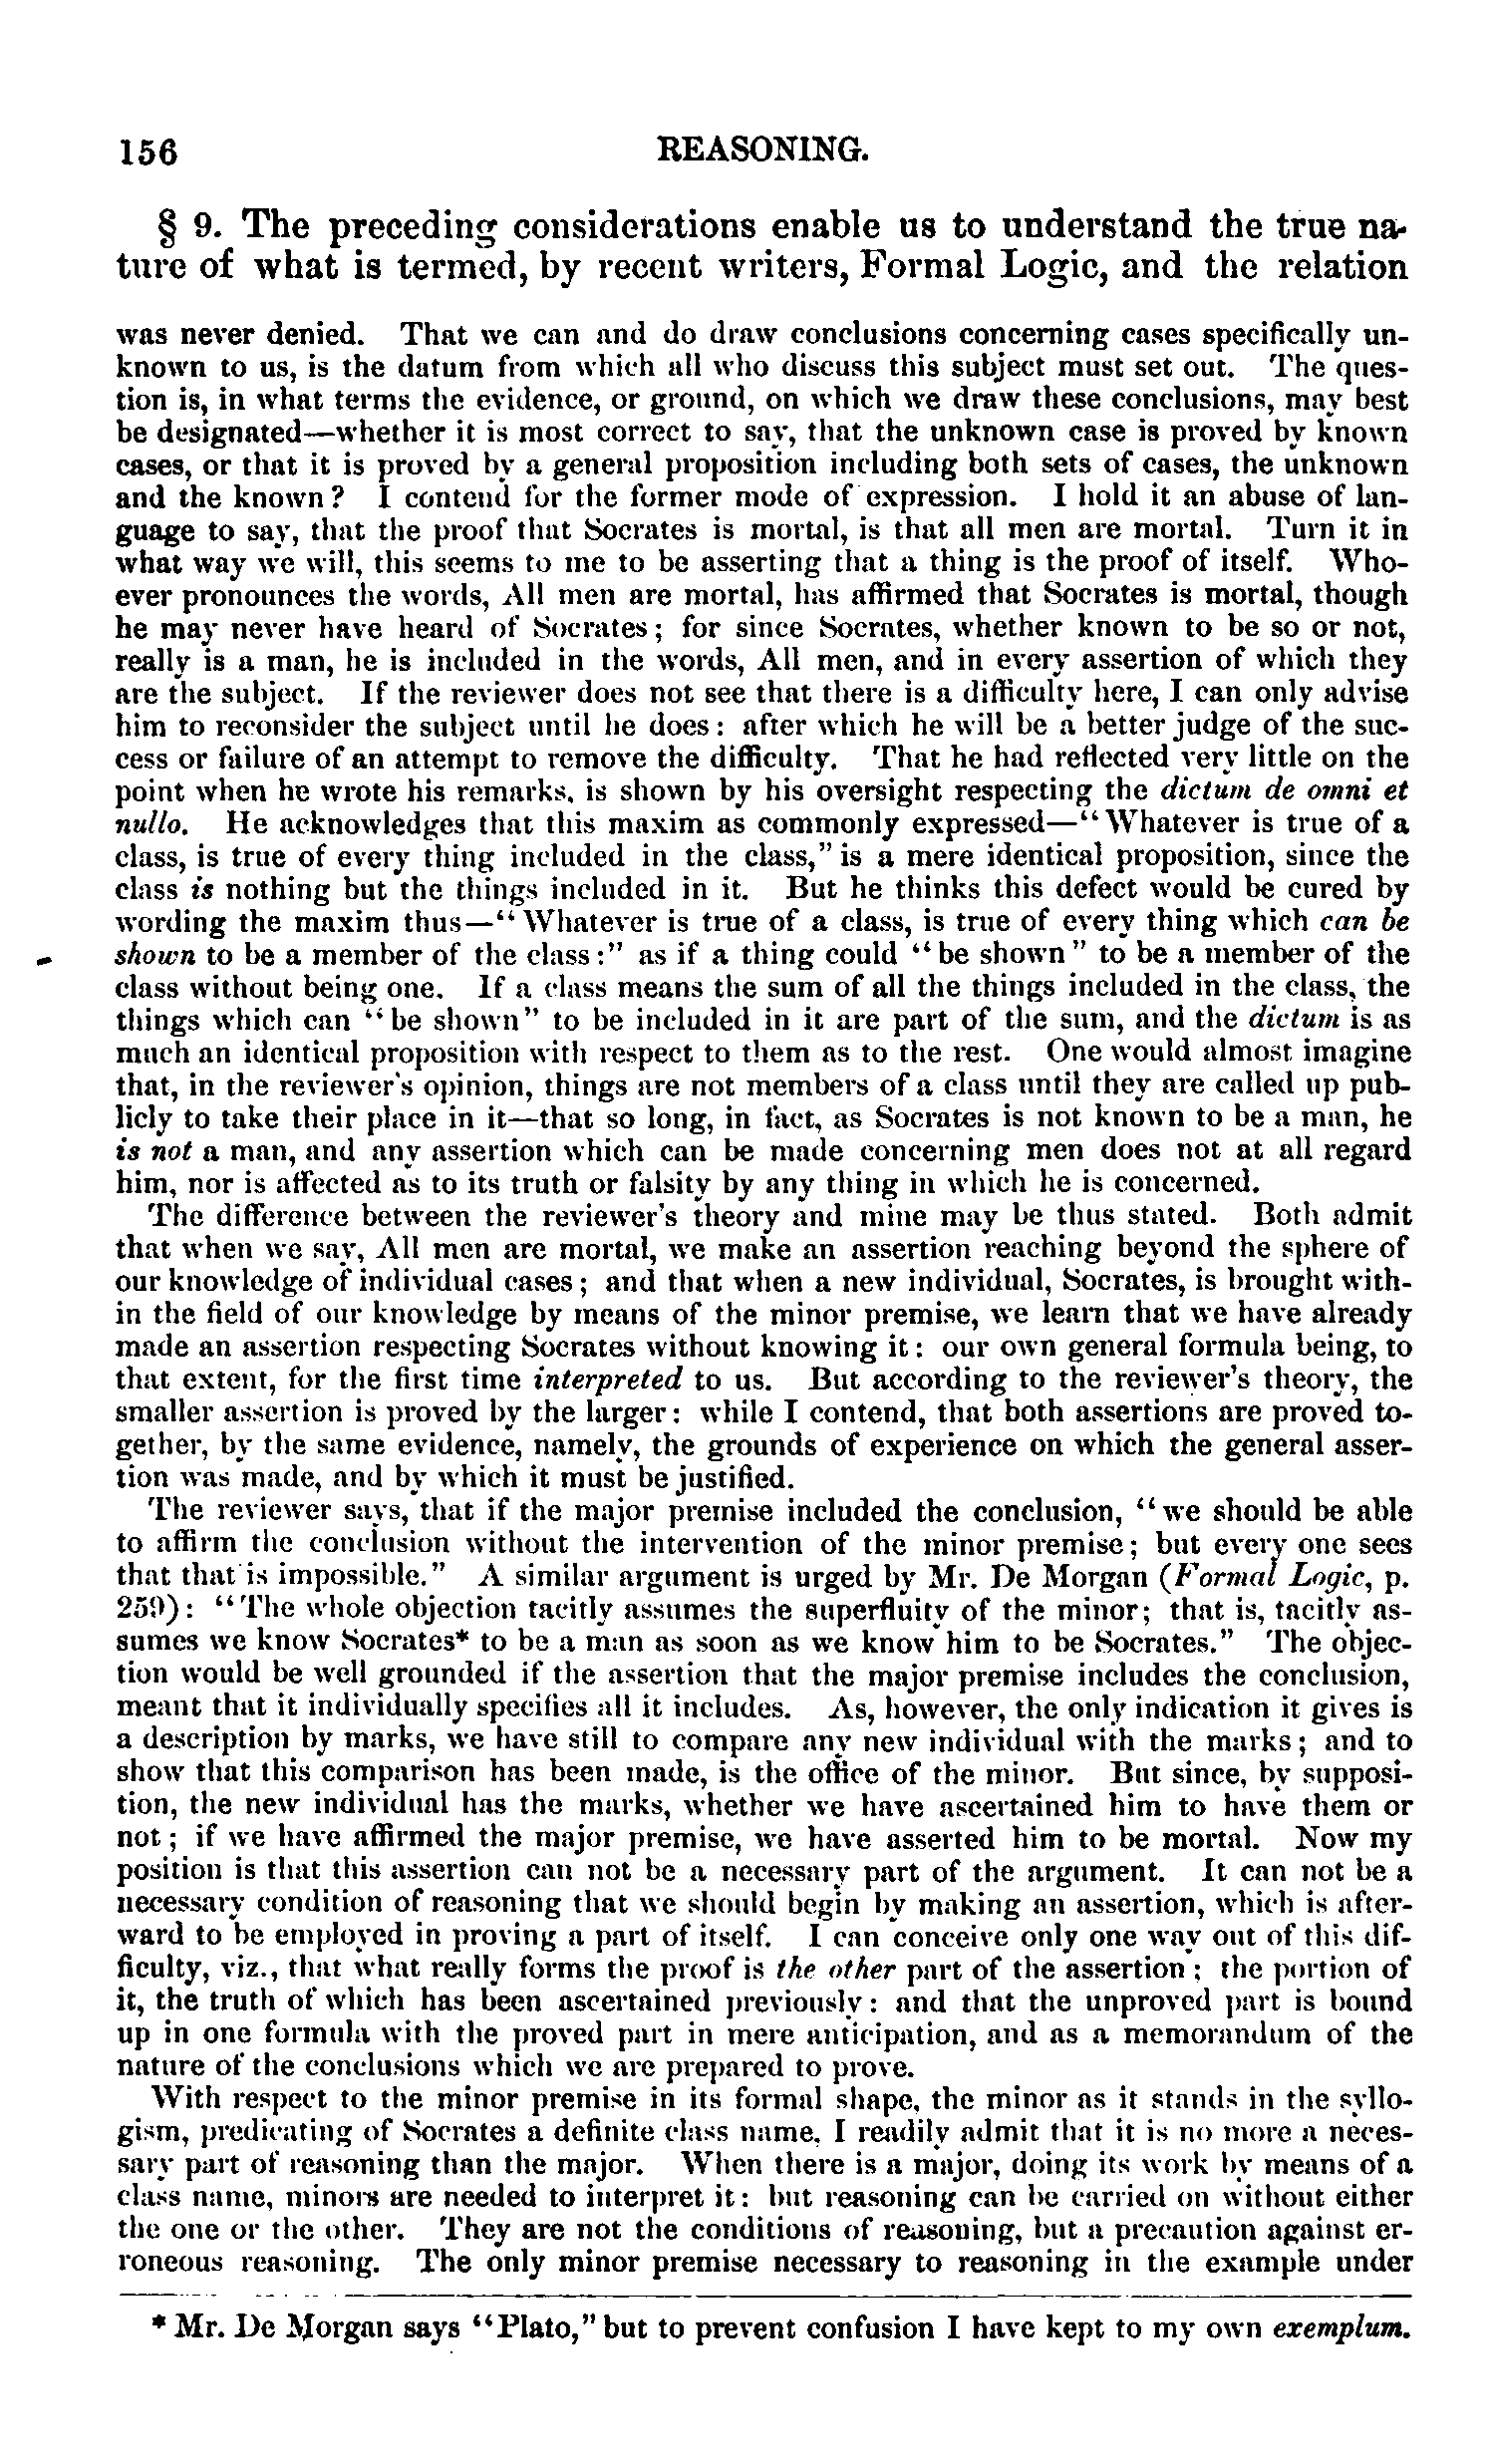 156 REASONING.
§ 9. The preceding considerations enable us to understand the true na-
ture of what is termed, by recent writers, Formal Logic, and the relation
was never denied. That we can and do draw conclusions concerning cases specifically un-
known to us, is the datum from which all who discuss this subject must set out. The ques-
tion is, in what terms the evidence, or ground, on which we draw these conclusions, may best
be designated—whether it is most correct to say, that the unknown case is proved by known
cases, or that it is proved by a general proposition including both sets of cases, the unknown
and the known? I contend for the former mode of expression. I hold it an abuse of lan-
guage to say, that the proof that Socrates is mortal, is that all men are mortal. Turn it in
what way we will, this seems to me to be asserting that a thing is the proof of itself. Who-
ever pronounces the words, All men are mortal, has affirmed that Socrates is mortal, though
he may never have heard of Socrates; for since Socrates, whether known to be so or not,
really is a man, he is included in the words, All men, and in every assertion of which they
are the subject. If the reviewer does not see that there is a difficulty here, I can only advise
him to reconsider the subject until he does: after which he will be a better judge of the suc-
cess or failure of an attempt to remove the difficulty. That he had reflected very little on the
point when he wrote his remarks, is shown by his oversight respecting the dictum de omni et
nullo. He acknowledges that this maxim as commonly expressed—“Whatever is true of a
class, is true of every thing included in the class,” is a mere identical proposition, since the
class is nothing but the things included in it. But he thinks this defect would be cured by
wording the maxim thus—“Whatever is true of a class, is true of every thing which can be
shown to be a member of the class:” as if a thing could “be shown” to be a member of the
class without being one. If a class means the sum of all the things included in the class, the
things which can “be shown” to be included in it are part of the sum, and the dictum is as
much an identical proposition with respect to them as to the rest. One would almost imagine
that, in the reviewer's opinion, things are not members of a class until they are called up pub-
licly to take their place in it—that so long, in fact, as Socrates is not known to be a man, he
is not a man, and any assertion which can be made concerning men does not at all regard
him, nor is affected as to its truth or falsity by any thing in which he is concerned.
The difference between the reviewer's theory and mine may be thus stated. Both admit
that when we say, All men are mortal, we make an assertion reaching beyond the sphere of
our knowledge of individual cases; and that when a new individual, Socrates, is brought with-
in the field of our knowledge by means of the minor premise, we learn that we have already
made an assertion respecting Socrates without knowing it: our own general formula being, to
that extent, for the first time interpreted to us. But according to the reviewer's theory, the
smaller assertion is proved by the larger: while I contend, that both assertions are proved to-
gether, by the same evidence, namely, the grounds of experience on which the general asser-
tion was made, and by which it must be justified.
The reviewer says, that if the major premise included the conclusion, “we should be able
to affirm the conclusion without the intervention of the minor premise; but every one sees
that that is impossible.” A similar argument is urged by Mr. De Morgan (Formal Logic, p.
259): “The whole objection tacitly assumes the superfluity of the minor; that is, tacitly as-
sumes we know Socrates* to be a man as soon as we know him to be Socrates.” The objec-
tion would be well grounded if the assertion that the major premise includes the conclusion,
meant that it individually specifies all it includes. As, however, the only indication it gives is
a description by marks, we have still to compare any new individual with the marks; and to
show that this comparison has been made, is the office of the minor. But since, by supposi-
tion, the new individual has the marks, whether we have ascertained him to have them or
not; if we have affirmed the major premise, we have asserted him to be mortal. Now my
position is that this assertion can not be a necessary part of the argument. It can not be a
necessary condition of reasoning that we should begin by making an assertion, which is after-
ward to be employed in proving a part of itself. I can conceive only one way out of this dif-
ficulty, viz., that what really forms the proof is the other part of the assertion; the portion of
it, the truth of which has been ascertained previously: and that the unproved part is bound
up in one formula with the proved part in mere anticipation, and as a memorandum of the
nature of the conclusions which we are prepared to prove.
With respect to the minor premise in its formal shape, the minor as it stands in the syllo-
gism, predicating of Socrates a definite class name, I readily admit that it is no more a neces-
sary part of reasoning than the major. When there is a major, doing its work by means of a
class name, minors are needed to interpret it: but reasoning can be carried on without either
the one or the other. They are not the conditions of reasoning, but a precaution against er-
roneous reasoning. The only minor premise necessary to reasoning in the example under
* Mr. De Morgan says “Plato,” but to prevent confusion I have kept to my own exemplum.